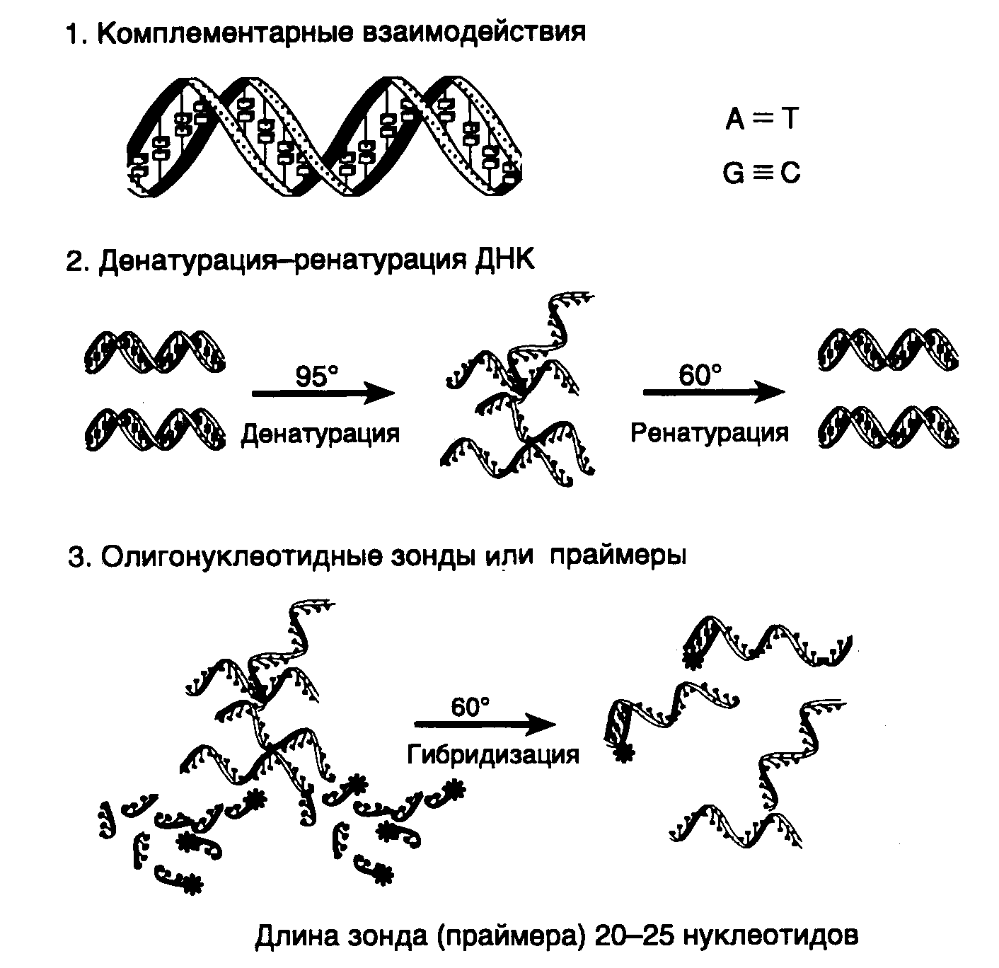 1. Комплементарные взаимодействия
A = T
G ≡ C
2. Денатурация–ренатурация ДНК
95°
Денатурация
60°
Ренатурация
3. Олигонуклеотидные зонды или праймеры
60°
Гибридизация
Длина зонда (праймера) 20–25 нуклеотидов